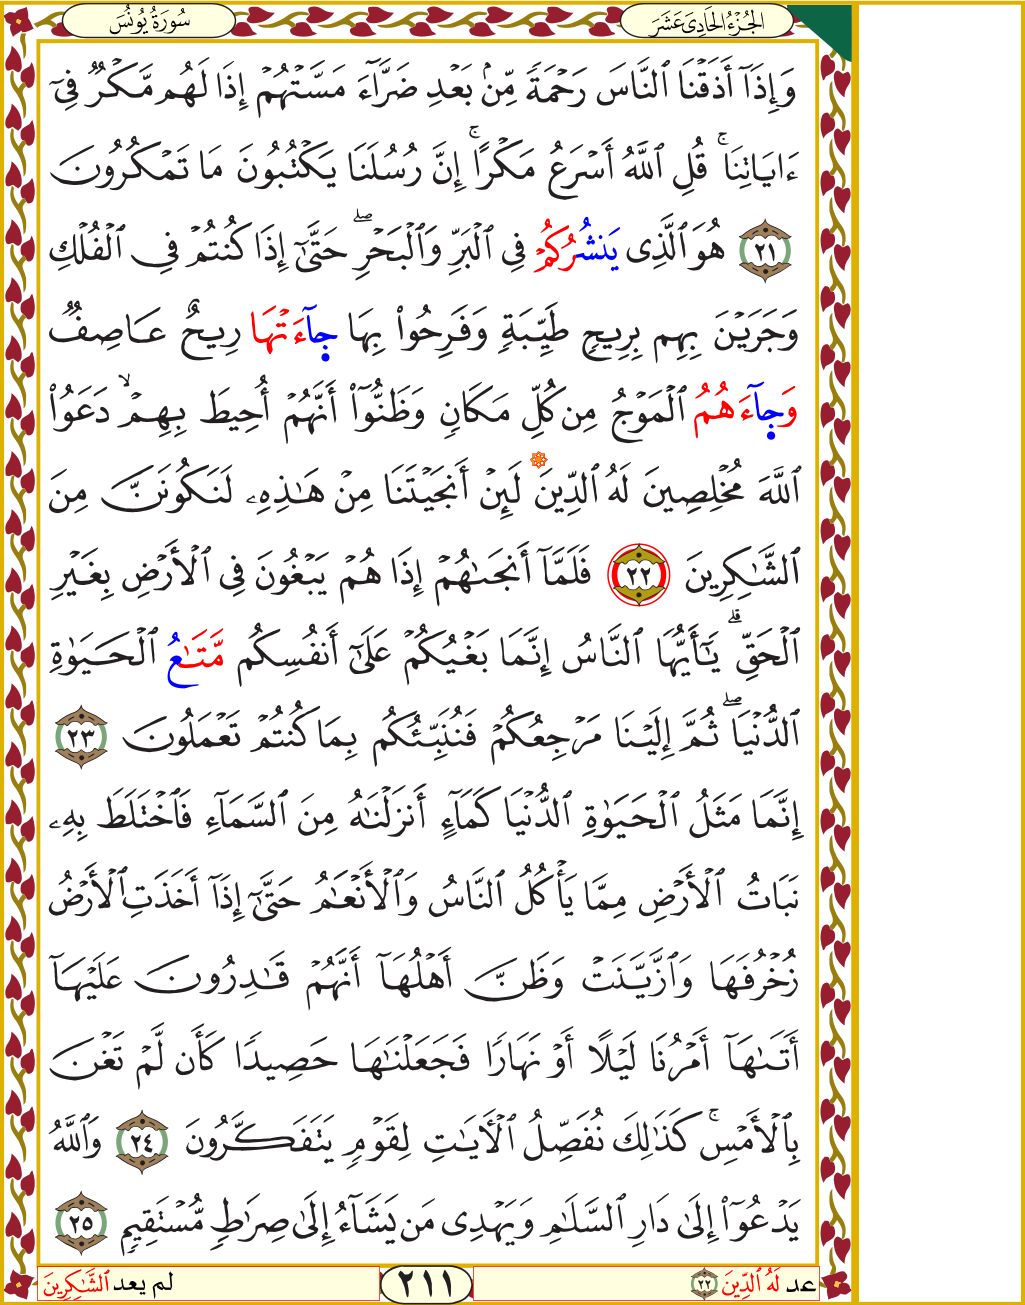 الجُزْءُ الحَادِىَ عَشَرَ
سُورَةُ يُونُسَ
وَإِذَآ أَذَقْنَا ٱلنَّاسَ رَحْمَةً مِّنۢ بَعْدِ ضَرَّآءَ مَسَّتْهُمْ إِذَا لَهُم مَّكْرٌ فِىٓ
ءَايَاتِنَا ۚ قُلِ ٱللَّهُ أَسْرَعُ مَكْرًا ۚ إِنَّ رُسُلَنَا يَكْتُبُونَ مَا تَمْكُرُونَ
٢١ هُوَ ٱلَّذِى يَنشُرُكُمْ فِى ٱلْبَرِّ وَٱلْبَحْرِ ۖ حَتَّىٰٓ إِذَا كُنتُمْ فِى ٱلْفُلْكِ
وَجَرَيْنَ بِهِم بِرِيحٍ طَيِّبَةٍ وَفَرِحُوا۟ بِهَا جَآءَتْهَا رِيحٌ عَاصِفٌ
وَجَآءَهُمُ ٱلْمَوْجُ مِن كُلِّ مَكَانٍ وَظَنُّوٓا۟ أَنَّهُمْ أُحِيطَ بِهِمْ ۙ دَعَوُا۟
ٱللَّهَ مُخْلِصِينَ لَهُ ٱلدِّينَ لَئِنْ أَنجَيْتَنَا مِنْ هَـٰذِهِۦ لَنَكُونَنَّ مِنَ
ٱلشَّـٰكِرِينَ ٢٢ فَلَمَّآ أَنجَىٰهُمْ إِذَا هُمْ يَبْغُونَ فِى ٱلْأَرْضِ بِغَيْرِ
ٱلْحَقِّ ۗ يَـٰٓأَيُّهَا ٱلنَّاسُ إِنَّمَا بَغْيُكُمْ عَلَىٰٓ أَنفُسِكُم مَّتَـٰعُ ٱلْحَيَوٰةِ
ٱلدُّنْيَا ۖ ثُمَّ إِلَيْنَا مَرْجِعُكُمْ فَنُنَبِّئُكُم بِمَا كُنتُمْ تَعْمَلُونَ ٢٣
إِنَّمَا مَثَلُ ٱلْحَيَوٰةِ ٱلدُّنْيَا كَمَآءٍ أَنزَلْنَـٰهُ مِنَ ٱلسَّمَآءِ فَٱخْتَلَطَ بِهِۦ
نَبَاتُ ٱلْأَرْضِ مِمَّا يَأْكُلُ ٱلنَّاسُ وَٱلْأَنْعَـٰمُ حَتَّىٰٓ إِذَآ أَخَذَتِ ٱلْأَرْضُ
زُخْرُفَهَا وَٱزَّيَّنَتْ وَظَنَّ أَهْلُهَآ أَنَّهُمْ قَـٰدِرُونَ عَلَيْهَآ
أَتَىٰهَآ أَمْرُنَا لَيْلًا أَوْ نَهَارًا فَجَعَلْنَـٰهَا حَصِيدًا كَأَن لَّمْ تَغْنَ
بِٱلْأَمْسِ ۚ كَذَٰلِكَ نُفَصِّلُ ٱلْـَٔايَـٰتِ لِقَوْمٍ يَتَفَكَّرُونَ ٢٤ وَٱللَّهُ
يَدْعُوٓا۟ إِلَىٰ دَارِ ٱلسَّلَـٰمِ وَيَهْدِى مَن يَشَآءُ إِلَىٰ صِرَٰطٍ مُّسْتَقِيمٍ ٢٥
عد لَهُ ٱلدِّينَ ٢٢
٢١١
لم يعد ٱلشَّـٰكِرِينَ